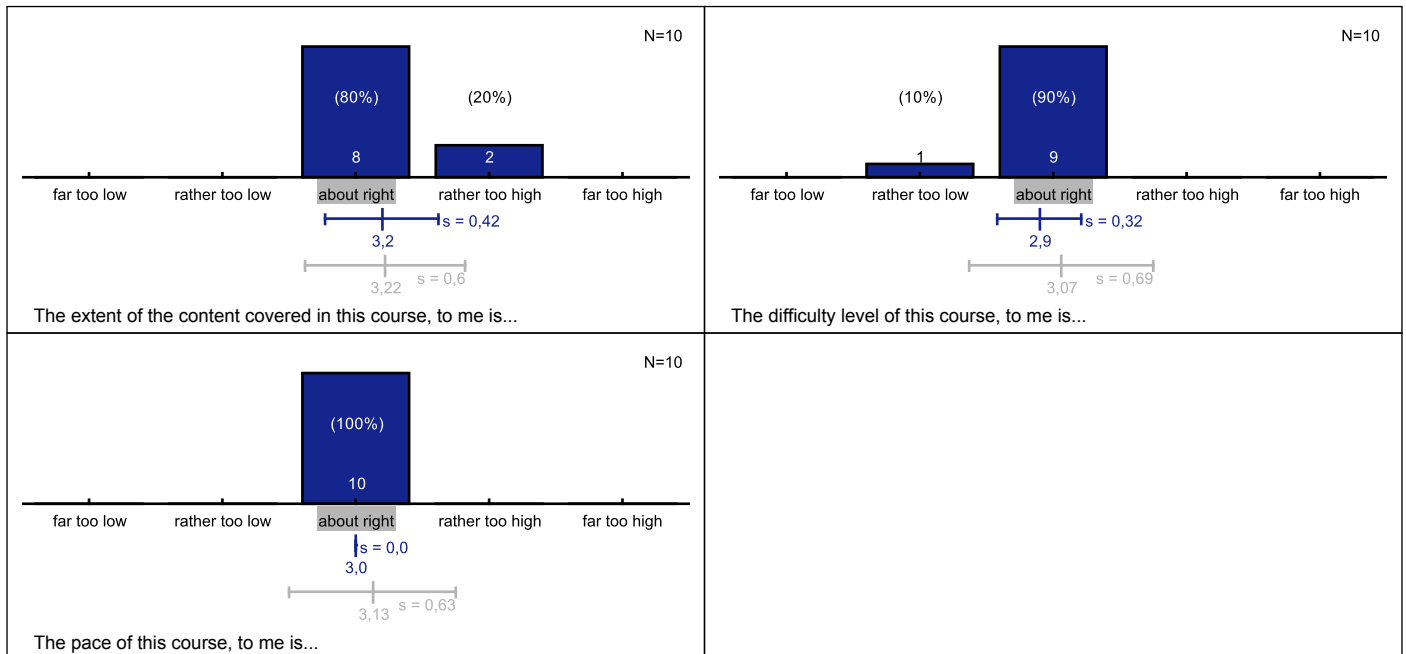 N=10
(80%)
(20%)
8
2
far too low
rather too low
about right
rather too high
far too high
s = 0,42
3,2
s = 0,6
3,22
The extent of the content covered in this course, to me is...
N=10
(10%)
(90%)
1
9
far too low
rather too low
about right
rather too high
far too high
s = 0,32
2,9
s = 0,69
3,07
The difficulty level of this course, to me is...
N=10
(100%)
10
far too low
rather too low
about right
rather too high
far too high
s = 0,0
3,0
s = 0,63
3,13
The pace of this course, to me is...